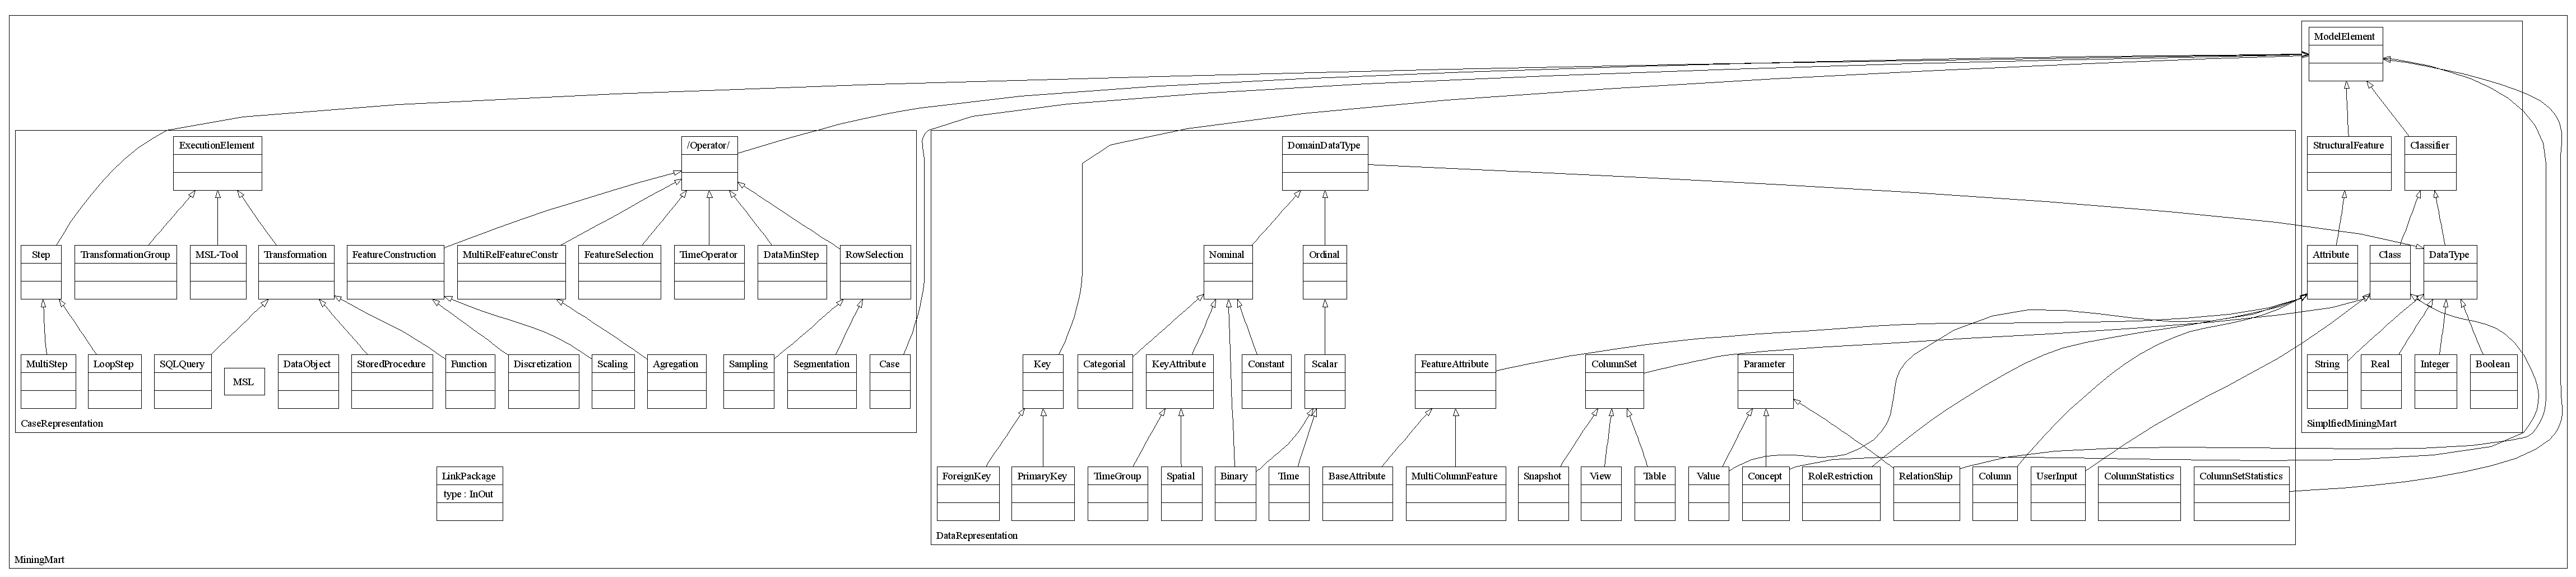 ModelElement
ExecutionElement
/Operator/
DomainDataType
StructuralFeature
Classifier
Step
TransformationGroup
MSL-Tool
Transformation
FeatureConstruction
MultiRelFeatureConstr
FeatureSelection
TimeOperator
DataMinStep
RowSelection
Nominal
Ordinal
Attribute
Class
DataType
MultiStep
LoopStep
SQLQuery
MSL
DataObject
StoredProcedure
Function
Discretization
Scaling
Agregation
Sampling
Segmentation
Case
Key
Categorial
KeyAttribute
Constant
Scalar
FeatureAttribute
ColumnSet
Parameter
String
Real
Integer
Boolean
CaseRepresentation
SimplfiedMiningMart
LinkPackage
type : InOut
ForeignKey
PrimaryKey
TimeGroup
Spatial
Binary
Time
BaseAttribute
MultiColumnFeature
Snapshot
View
Table
Value
Concept
RoleRestriction
RelationShip
Column
UserInput
ColumnStatistics
ColumnSetStatistics
DataRepresentation
MiningMart